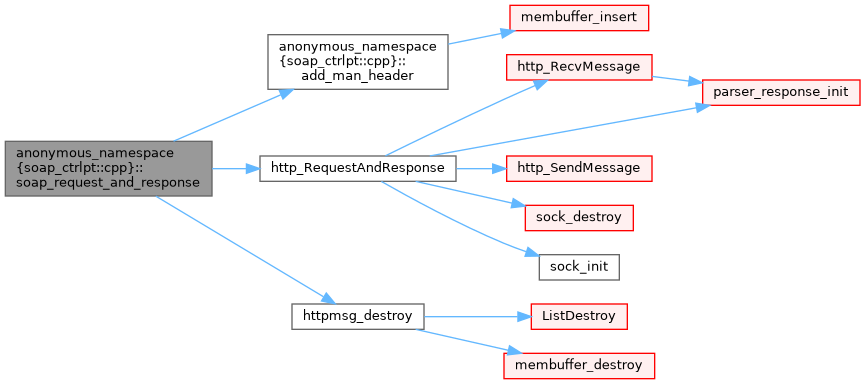 membuffer_insert
anonymous_namespace
{soap_ctrlpt::cpp}::
add_man_header
http_RecvMessage
parser_response_init
anonymous_namespace
{soap_ctrlpt::cpp}::
soap_request_and_response
http_RequestAndResponse
http_SendMessage
sock_destroy
sock_init
httpmsg_destroy
ListDestroy
membuffer_destroy